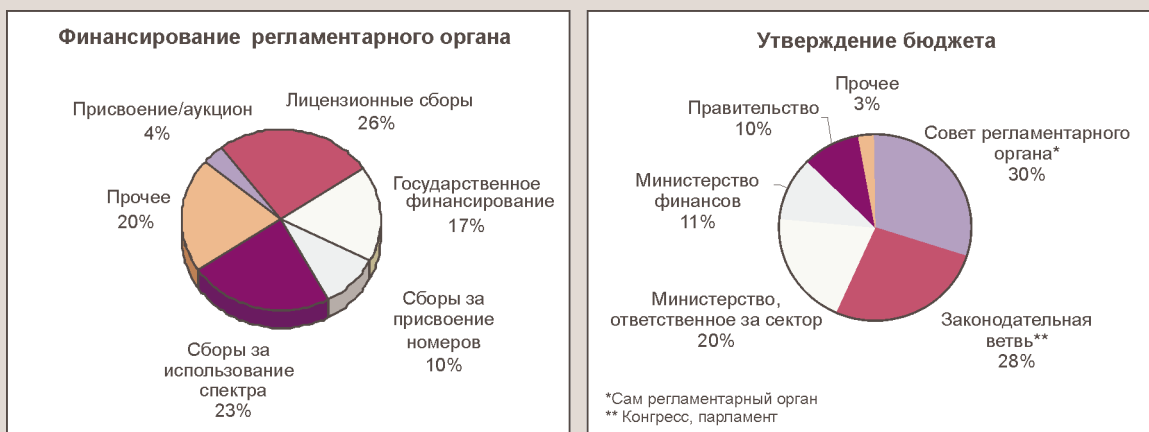 Финансирование регламентарного органа
Присвоение/аукцион
4%
Лицензионные сборы
26%
Прочее
20%
Государственное
финансирование
17%
Сборы за
присвоение
номеров
10%
Сборы за
использование
спектра
23%
Утверждение бюджета
Прочее
3%
Правительство
10%
Совет регламентарного
органа*
30%
Министерство
финансов
11%
Министерство,
ответственное за сектор
20%
Законодательная
ветвь**
28%
*Сам регламентарный орган
** Конгресс, парламент